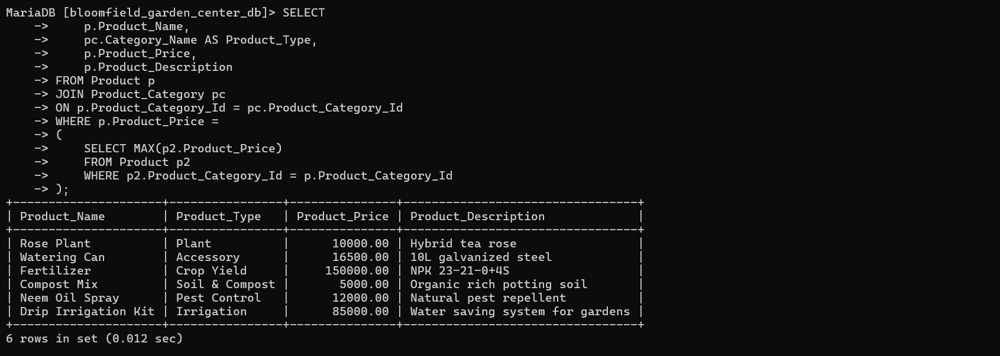 MariaDB [bloomfield_garden_center_db]> SELECT
    ->     p.Product_Name,
    ->     pc.Category_Name AS Product_Type,
    ->     p.Product_Price,
    ->     p.Product_Description
    -> FROM Product p
    -> JOIN Product_Category pc
    -> ON p.Product_Category_Id = pc.Product_Category_Id
    -> WHERE p.Product_Price =
    -> (
    ->     SELECT MAX(p2.Product_Price)
    ->     FROM Product p2
    ->     WHERE p2.Product_Category_Id = p.Product_Category_Id
    -> );
+---------------------+----------------+---------------+---------------------------------+
| Product_Name        | Product_Type   | Product_Price | Product_Description             |
+---------------------+----------------+---------------+---------------------------------+
| Rose Plant          | Plant          |      10000.00 | Hybrid tea rose                 |
| Watering Can        | Accessory      |      16500.00 | 10L galvanized steel            |
| Fertilizer          | Crop Yield     |     150000.00 | NPK 23-21-0+4S                  |
| Compost Mix         | Soil & Compost |       5000.00 | Organic rich potting soil       |
| Neem Oil Spray      | Pest Control   |      12000.00 | Natural pest repellent          |
| Drip Irrigation Kit | Irrigation     |      85000.00 | Water saving system for gardens |
+---------------------+----------------+---------------+---------------------------------+
6 rows in set (0.012 sec)